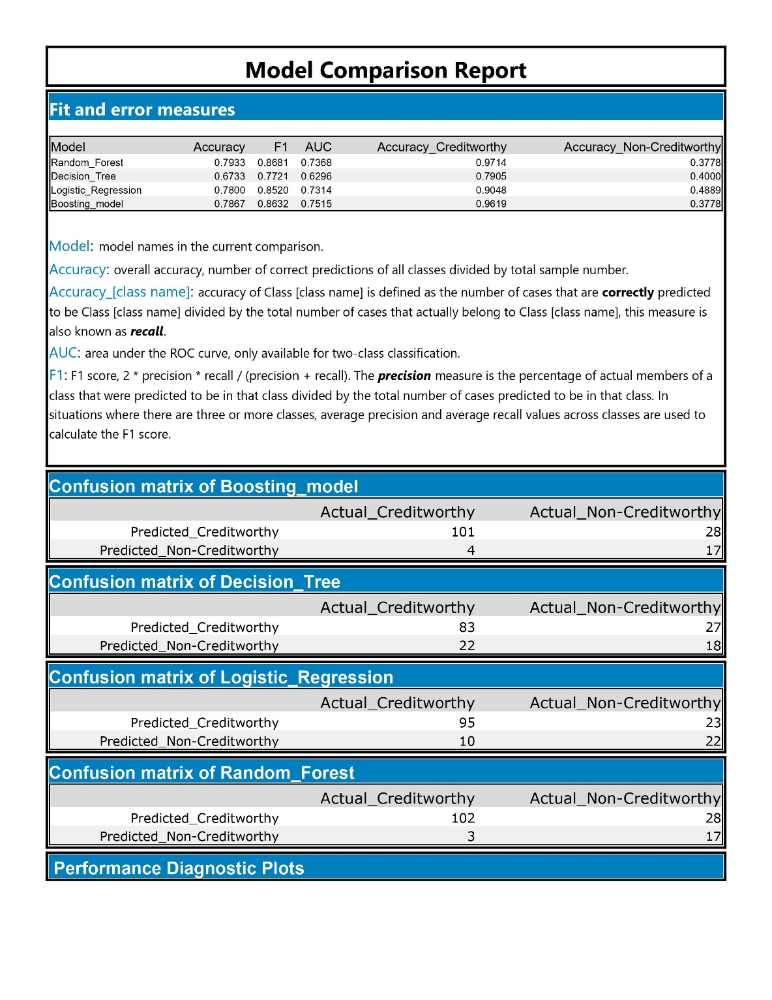 Model Comparison Report
Fit and error measures
Model Accuracy F1 AUC Accuracy_Creditworthy Accuracy_Non-Creditworthy
Random_Forest 0.7933 0.8681 0.7368 0.9714 0.3778
Decision_Tree 0.6733 0.7721 0.6296 0.7905 0.4000
Logistic_Regression 0.7800 0.8520 0.7314 0.9048 0.4889
Boosting_model 0.7867 0.8632 0.7515 0.9619 0.3778
Model: model names in the current comparison.
Accuracy: overall accuracy, number of correct predictions of all classes divided by total sample number.
Accuracy_[class name]: accuracy of Class [class name] is defined as the number of cases that are correctly predicted
to be Class [class name] divided by the total number of cases that actually belong to Class [class name], this measure is
also known as recall.
AUC: area under the ROC curve, only available for two-class classification.
F1: F1 score, 2 * precision * recall / (precision + recall). The precision measure is the percentage of actual members of a
class that were predicted to be in that class divided by the total number of cases predicted to be in that class. In
situations where there are three or more classes, average precision and average recall values across classes are used to
calculate the F1 score.
Confusion matrix of Boosting_model
Actual_Creditworthy Actual_Non-Creditworthy
Predicted_Creditworthy 101 28
Predicted_Non-Creditworthy 4 17
Confusion matrix of Decision_Tree
Actual_Creditworthy Actual_Non-Creditworthy
Predicted_Creditworthy 83 27
Predicted_Non-Creditworthy 22 18
Confusion matrix of Logistic_Regression
Actual_Creditworthy Actual_Non-Creditworthy
Predicted_Creditworthy 95 23
Predicted_Non-Creditworthy 10 22
Confusion matrix of Random_Forest
Actual_Creditworthy Actual_Non-Creditworthy
Predicted_Creditworthy 102 28
Predicted_Non-Creditworthy 3 17
Performance Diagnostic Plots